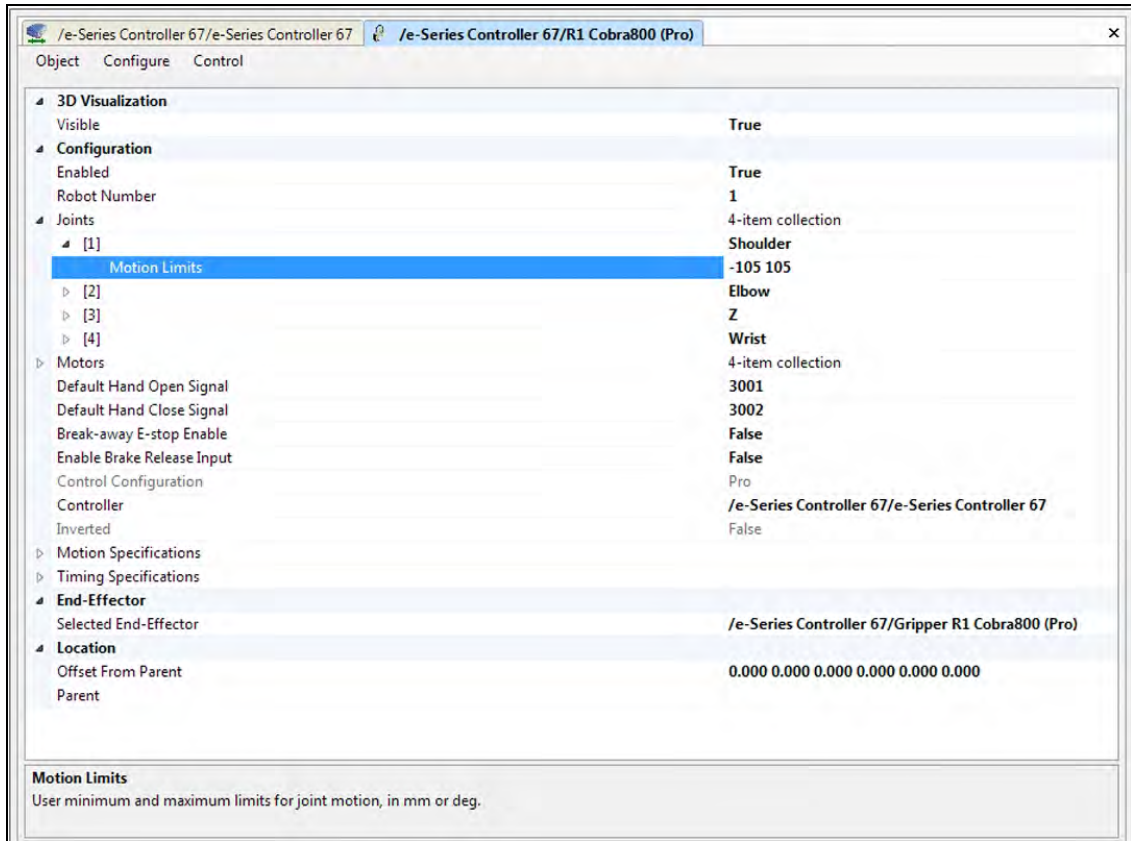 /e-Series Controller 67/e-Series Controller 67 /e-Series Controller 67/R1 Cobra800 (Pro)
Object Configure Control
3D Visualization
Visible True
Configuration
Enabled True
Robot Number 1
Joints 4-item collection
[1] Shoulder
Motion Limits -105 105
[2] Elbow
[3] Z
[4] Wrist
Motors 4-item collection
Default Hand Open Signal 3001
Default Hand Close Signal 3002
Break-away E-stop Enable False
Enable Brake Release Input False
Control Configuration Pro
Controller /e-Series Controller 67/e-Series Controller 67
Inverted False
Motion Specifications
Timing Specifications
End-Effector
Selected End-Effector /e-Series Controller 67/Gripper R1 Cobra800 (Pro)
Location
Offset From Parent 0.000 0.000 0.000 0.000 0.000 0.000
Parent
Motion Limits
User minimum and maximum limits for joint motion, in mm or deg.